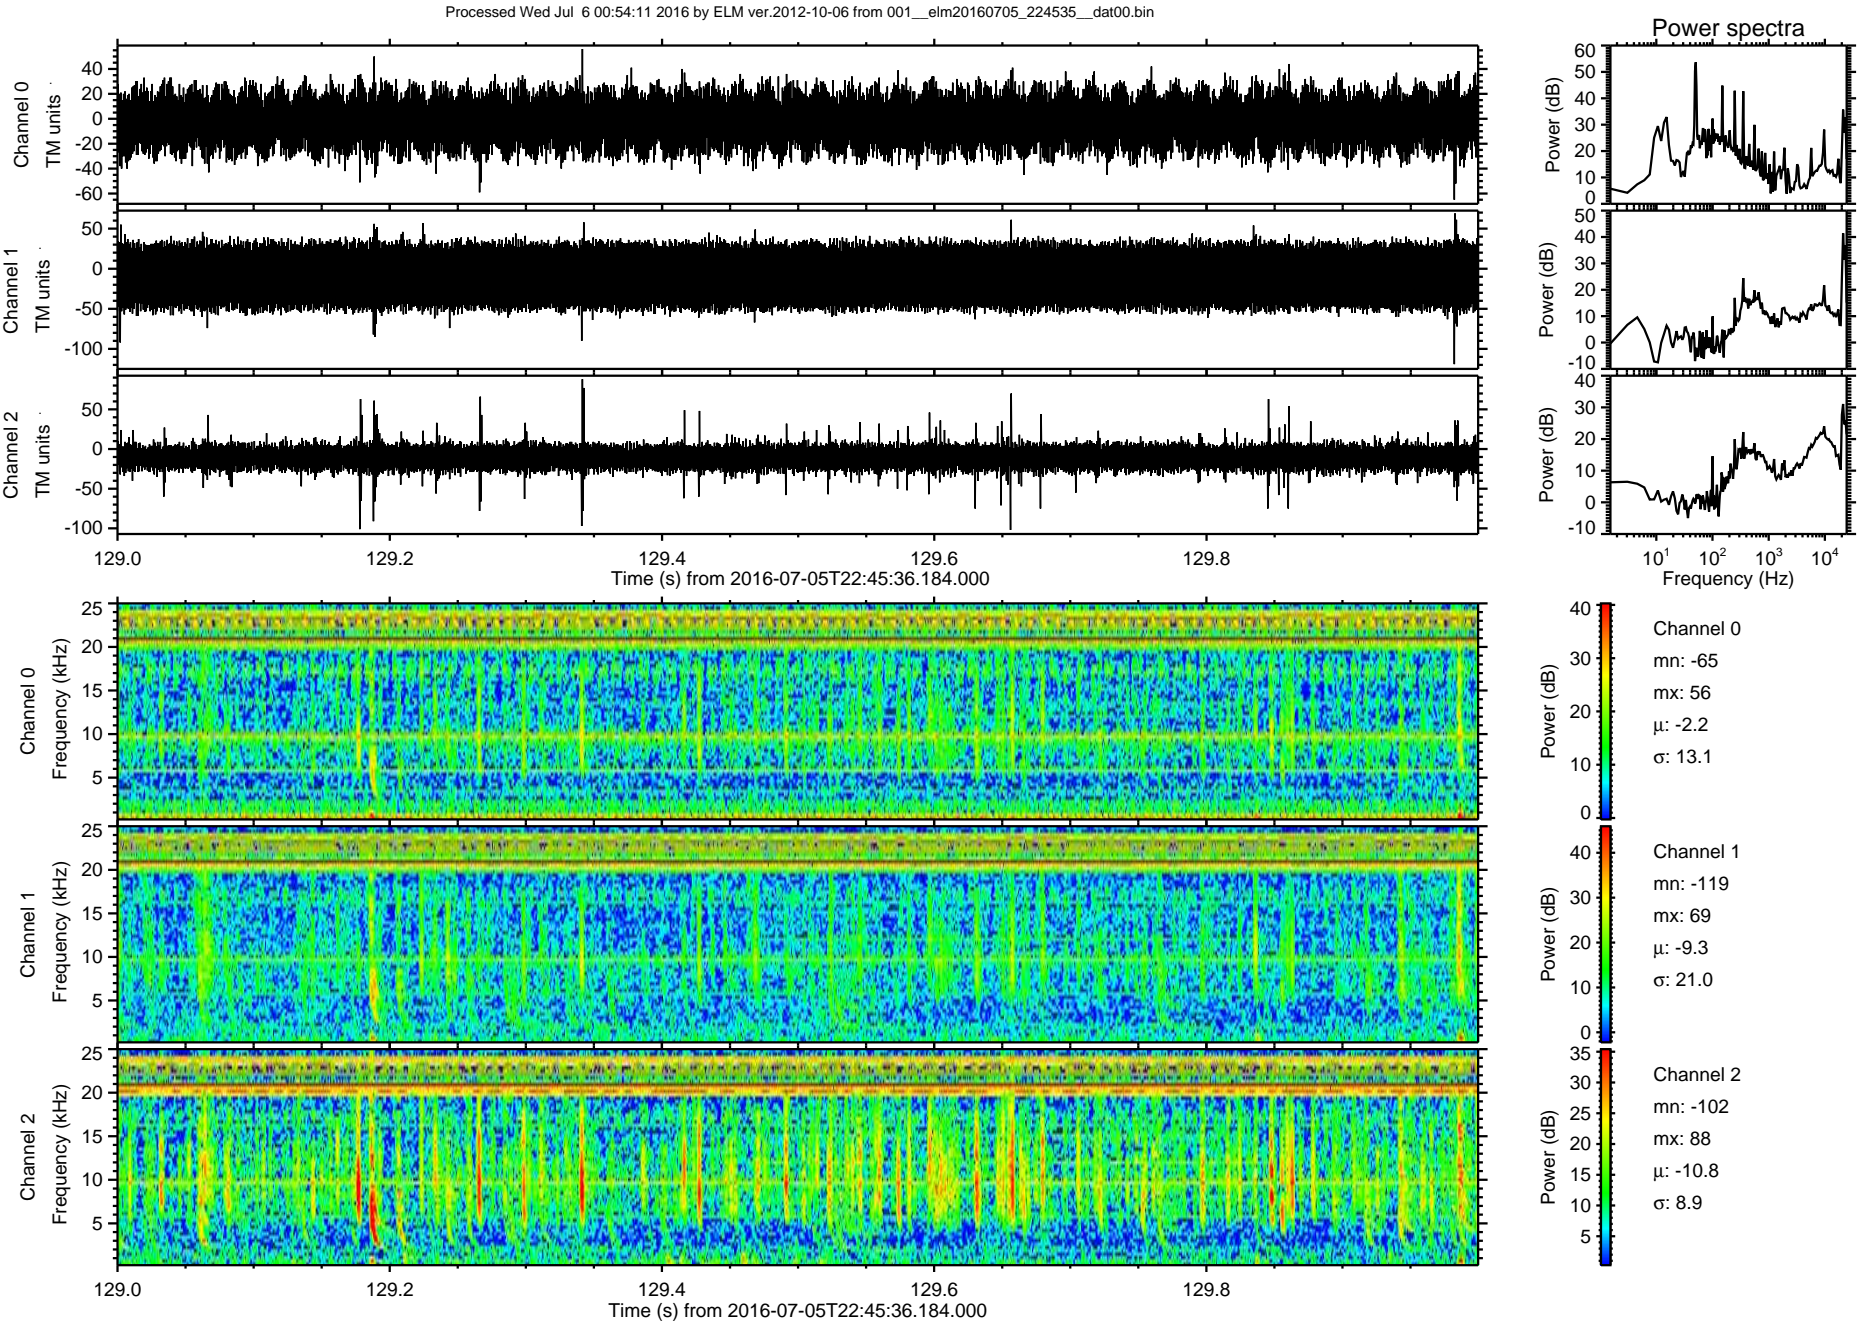 Processed Wed Jul  6 00:54:11 2016 by ELM ver.2012-10-06 from 001__elm20160705_224535__dat00.bin
Power spectra
Channel 0
TM units
40
20
0
-20
-40
-60
Power (dB)
60
50
40
30
20
10
0
Channel 1
TM units
50
0
-50
-100
Power (dB)
50
40
30
20
10
0
-10
Channel 2
TM units
50
0
-50
-100
Power (dB)
40
30
20
10
0
-10
129.0 129.2 129.4 129.6 129.8
Time (s) from 2016-07-05T22:45:36.184.000
10¹ 10² 10³ 10⁴
Frequency (Hz)
Channel 0
Frequency (kHz)
25
20
15
10
5
Power (dB)
40
30
20
10
0
Channel 0
mn: -65
mx: 56
μ: -2.2
σ: 13.1
Channel 1
Frequency (kHz)
25
20
15
10
5
Power (dB)
40
30
20
10
0
Channel 1
mn: -119
mx: 69
μ: -9.3
σ: 21.0
Channel 2
Frequency (kHz)
25
20
15
10
5
Power (dB)
35
30
25
20
15
10
5
Channel 2
mn: -102
mx: 88
μ: -10.8
σ: 8.9
129.0 129.2 129.4 129.6 129.8
Time (s) from 2016-07-05T22:45:36.184.000